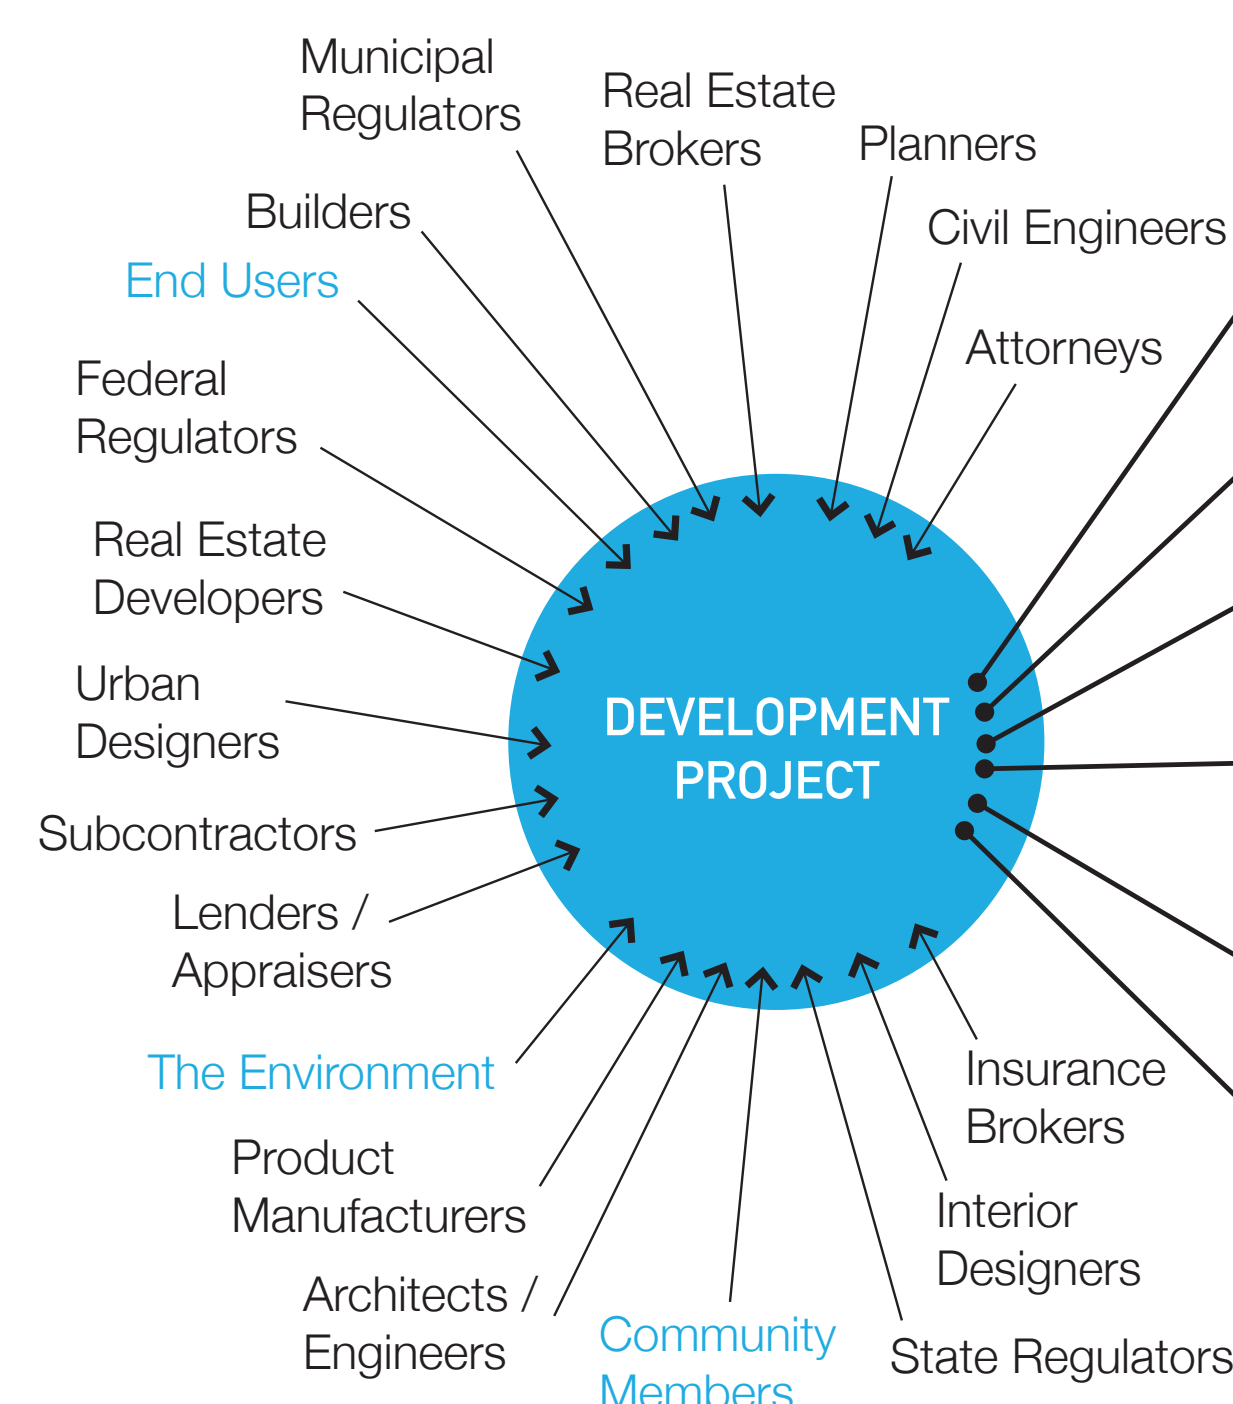 Municipal
Regulators
Real Estate
Brokers
Planners
Builders
Civil Engineers
End Users
Attorneys
Federal
Regulators
Real Estate
Developers
Urban
Designers
DEVELOPMENT
PROJECT
Subcontractors
Lenders /
Appraisers
The Environment
Insurance
Brokers
Product
Manufacturers
Interior
Designers
Architects /
Engineers
Community
Members
State Regulators